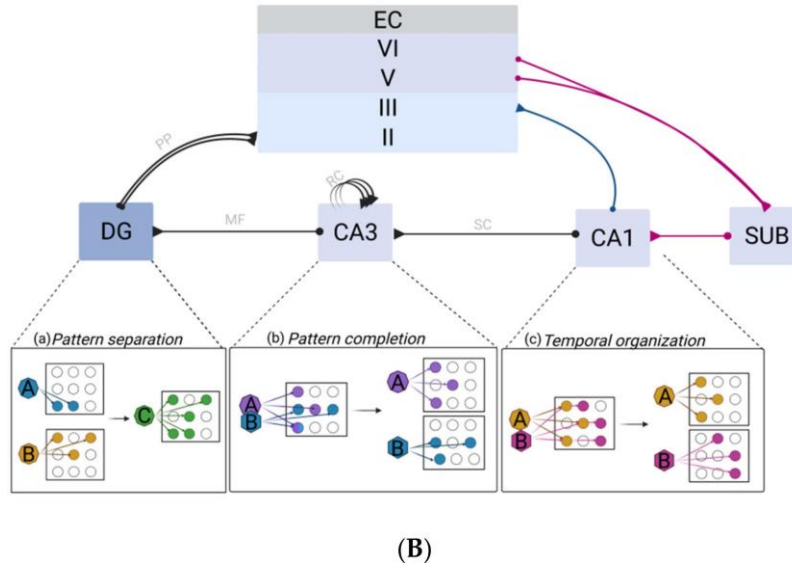 EC
VI
V
III
II
PP
RC
MF
SC
DG
CA3
CA1
SUB
(a) Pattern separation
(b) Pattern completion
(c) Temporal organization
A
B
C
A
B
A
B
A
B
A
B
(B)